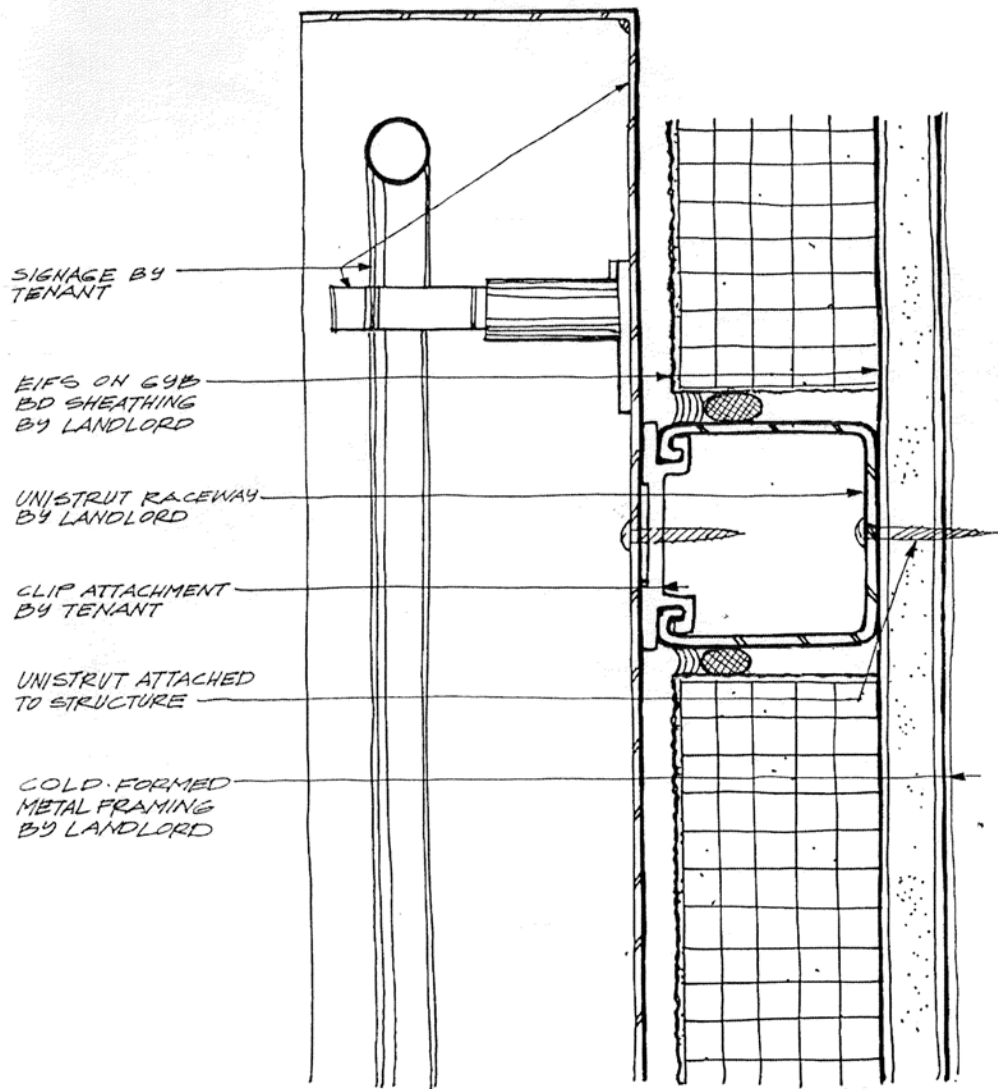 SIGNAGE BY
TENANT
EIFS ON GYB
BD SHEATHING
BY LANDLORD
UNISTRUT RACEWAY
BY LANDLORD
CLIP ATTACHMENT
BY TENANT
UNISTRUT ATTACHED
TO STRUCTURE
COLD-FORMED
METAL FRAMING
BY LANDLORD